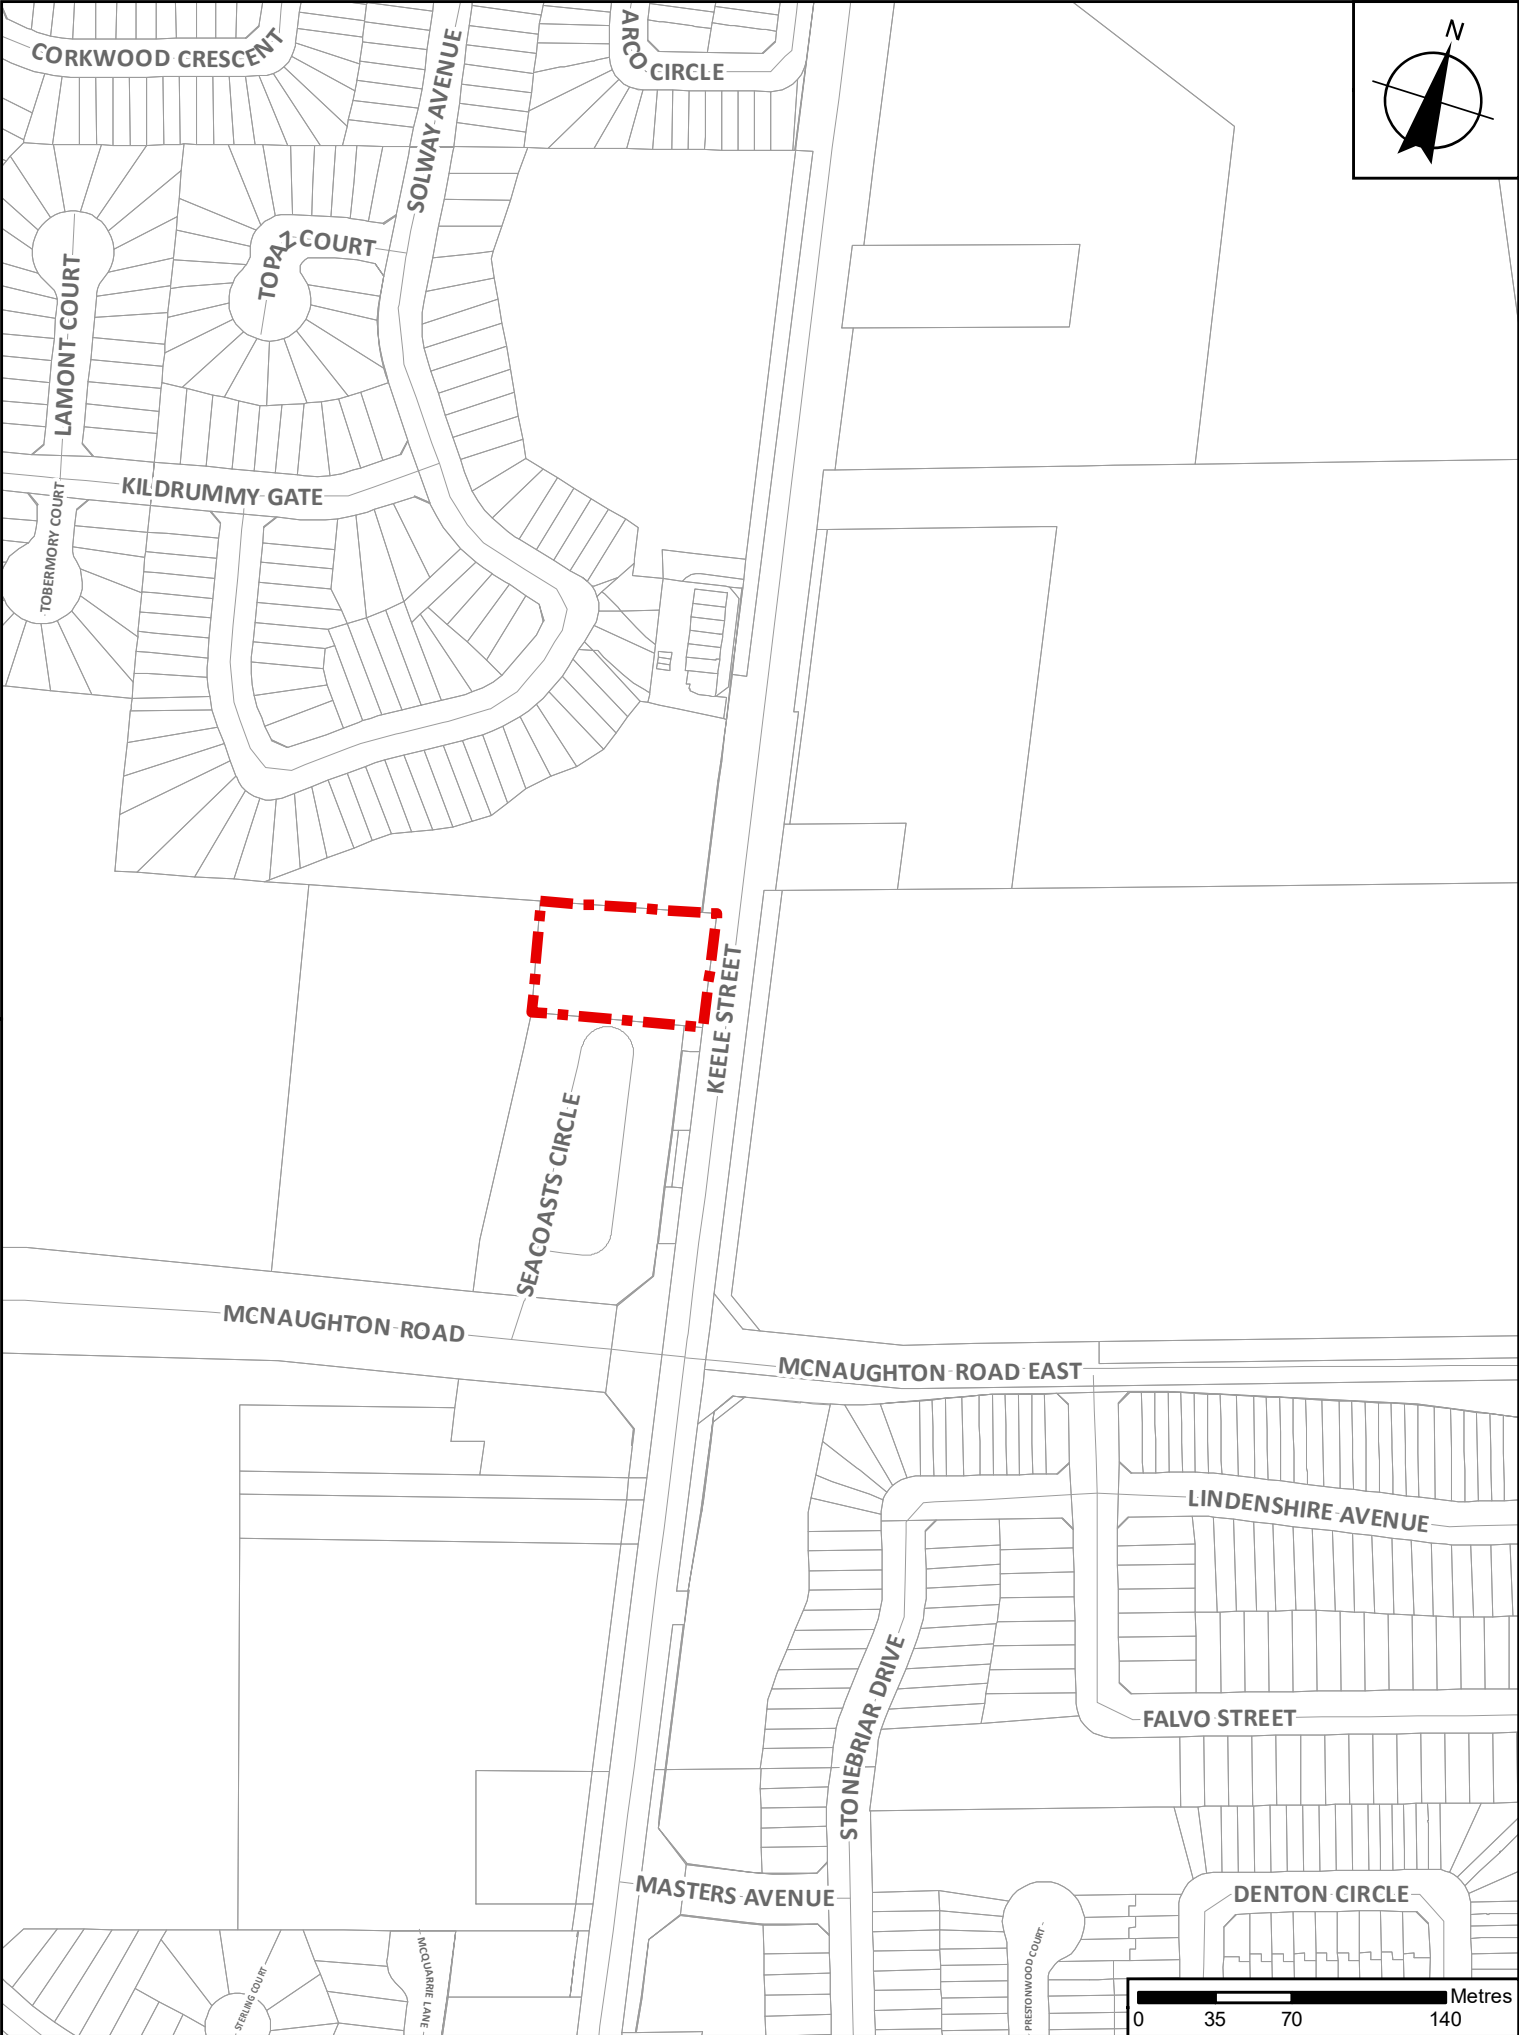 N
CORKWOOD CRESCENT
SOLWAY AVENUE
ARCO CIRCLE
TOPAZ COURT
LAMONT COURT
KILDRUMMY GATE
TOBERMORY COURT
KEELE STREET
SEACOASTS CIRCLE
MCNAUGHTON ROAD
MCNAUGHTON ROAD EAST
LINDENSHIRE AVENUE
STONEBRIAR DRIVE
FALVO STREET
MASTERS AVENUE
DENTON CIRCLE
PRESTONWOOD COURT
MCQUARRIE LANE
STERLING COURT
Metres
0 35 70 140